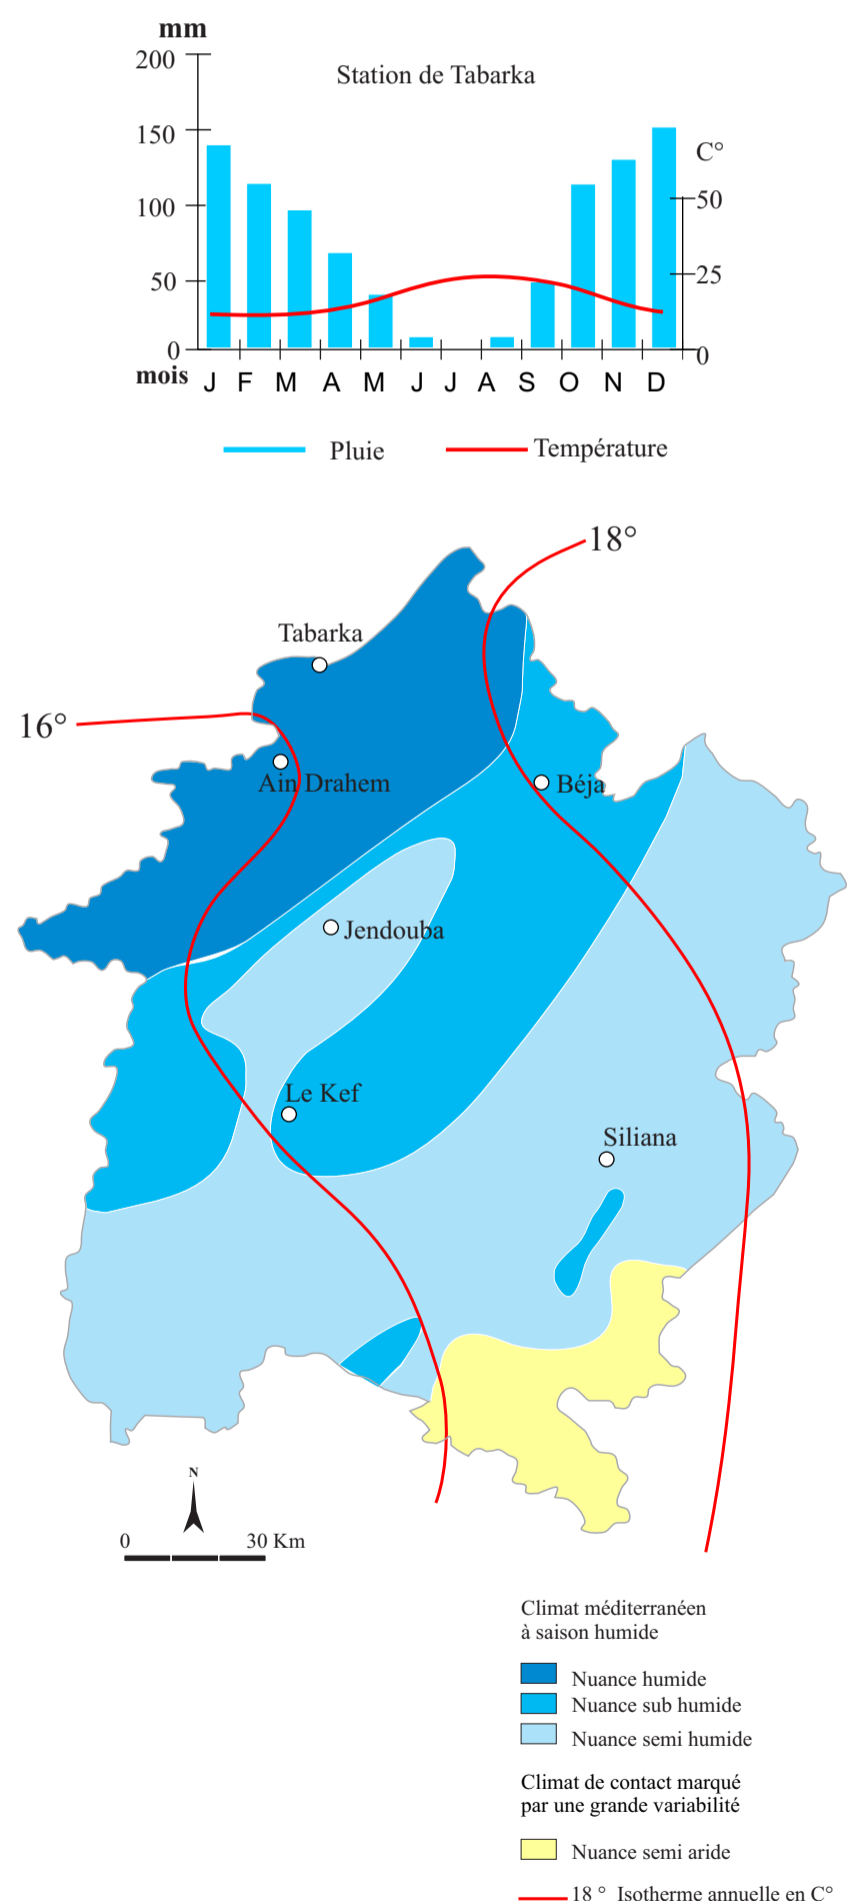 mm
200
Station de Tabarka
150
C°
100
50
50
25
0
0
mois J F M A M J J A S O N D
Pluie
Température
18°
Tabarka
16°
Ain Drahem
Béja
Jendouba
Le Kef
Siliana
N
0 30 Km
Climat méditerranéen
à saison humide
Nuance humide
Nuance sub humide
Nuance semi humide
Climat de contact marqué
par une grande variabilité
Nuance semi aride
18 ° Isotherme annuelle en C°